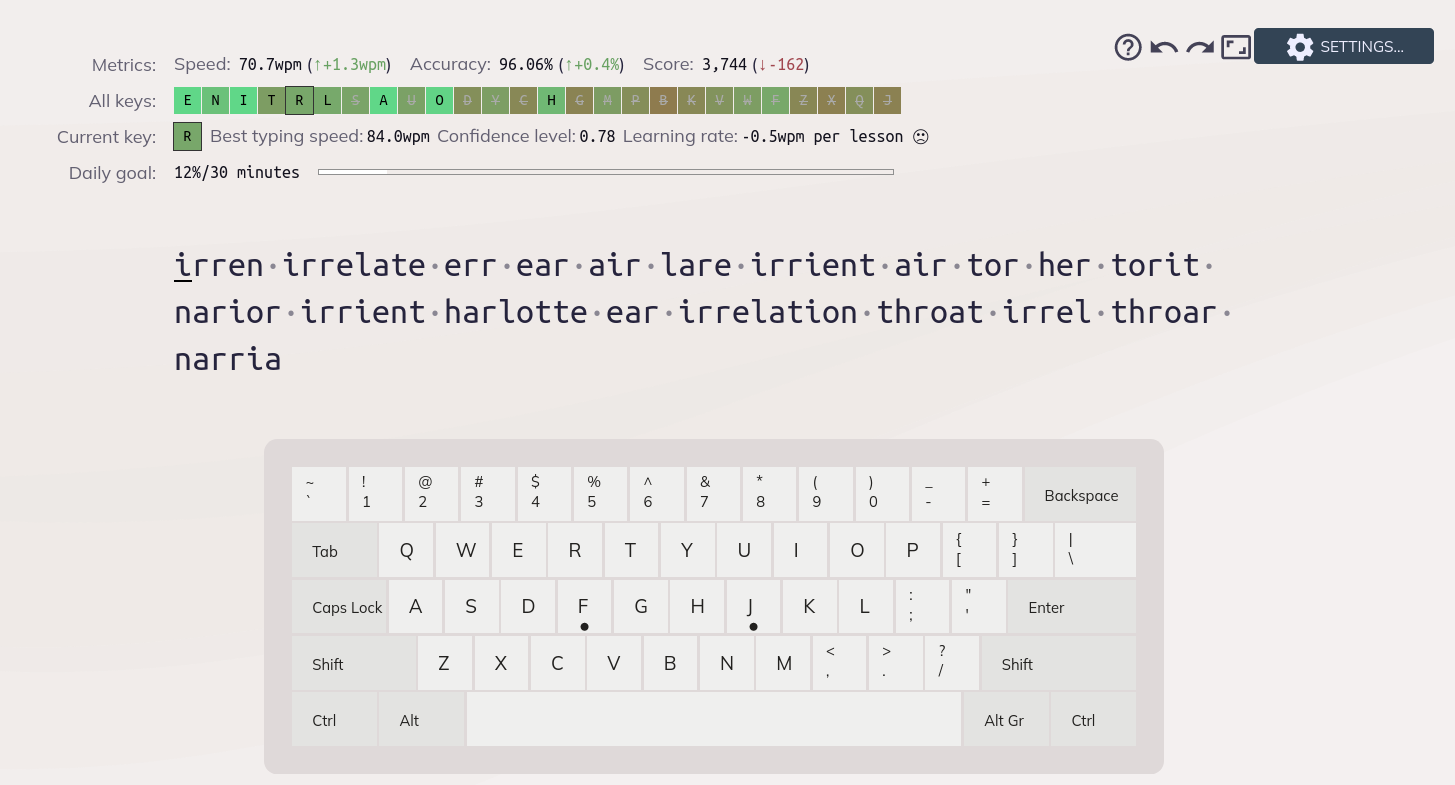 SETTINGS...
Metrics: Speed: 70.7wpm (↑+1.3wpm) Accuracy: 96.06% (↑+0.4%) Score: 3,744 (↓-162)
All keys: E N I T R L S A U O D Y C H G M P B K V W F Z X Q J
Current key: R Best typing speed: 84.0wpm Confidence level: 0.78 Learning rate: -0.5wpm per lesson ☹
Daily goal: 12%/30 minutes
irren·irrelate·err·ear·air·lare·irrient·air·tor·her·torit·
narior·irrient·harlotte·ear·irrelation·throat·irrel·throar·
narria
~ ! @ # $ % ^ & * ( ) _ +
` 1 2 3 4 5 6 7 8 9 0 - = Backspace
Tab Q W E R T Y U I O P { [ } ] | \
Caps Lock A S D F G H J K L : ; " ' Enter
Shift Z X C V B N M < , > . ? / Shift
Ctrl Alt Alt Gr Ctrl